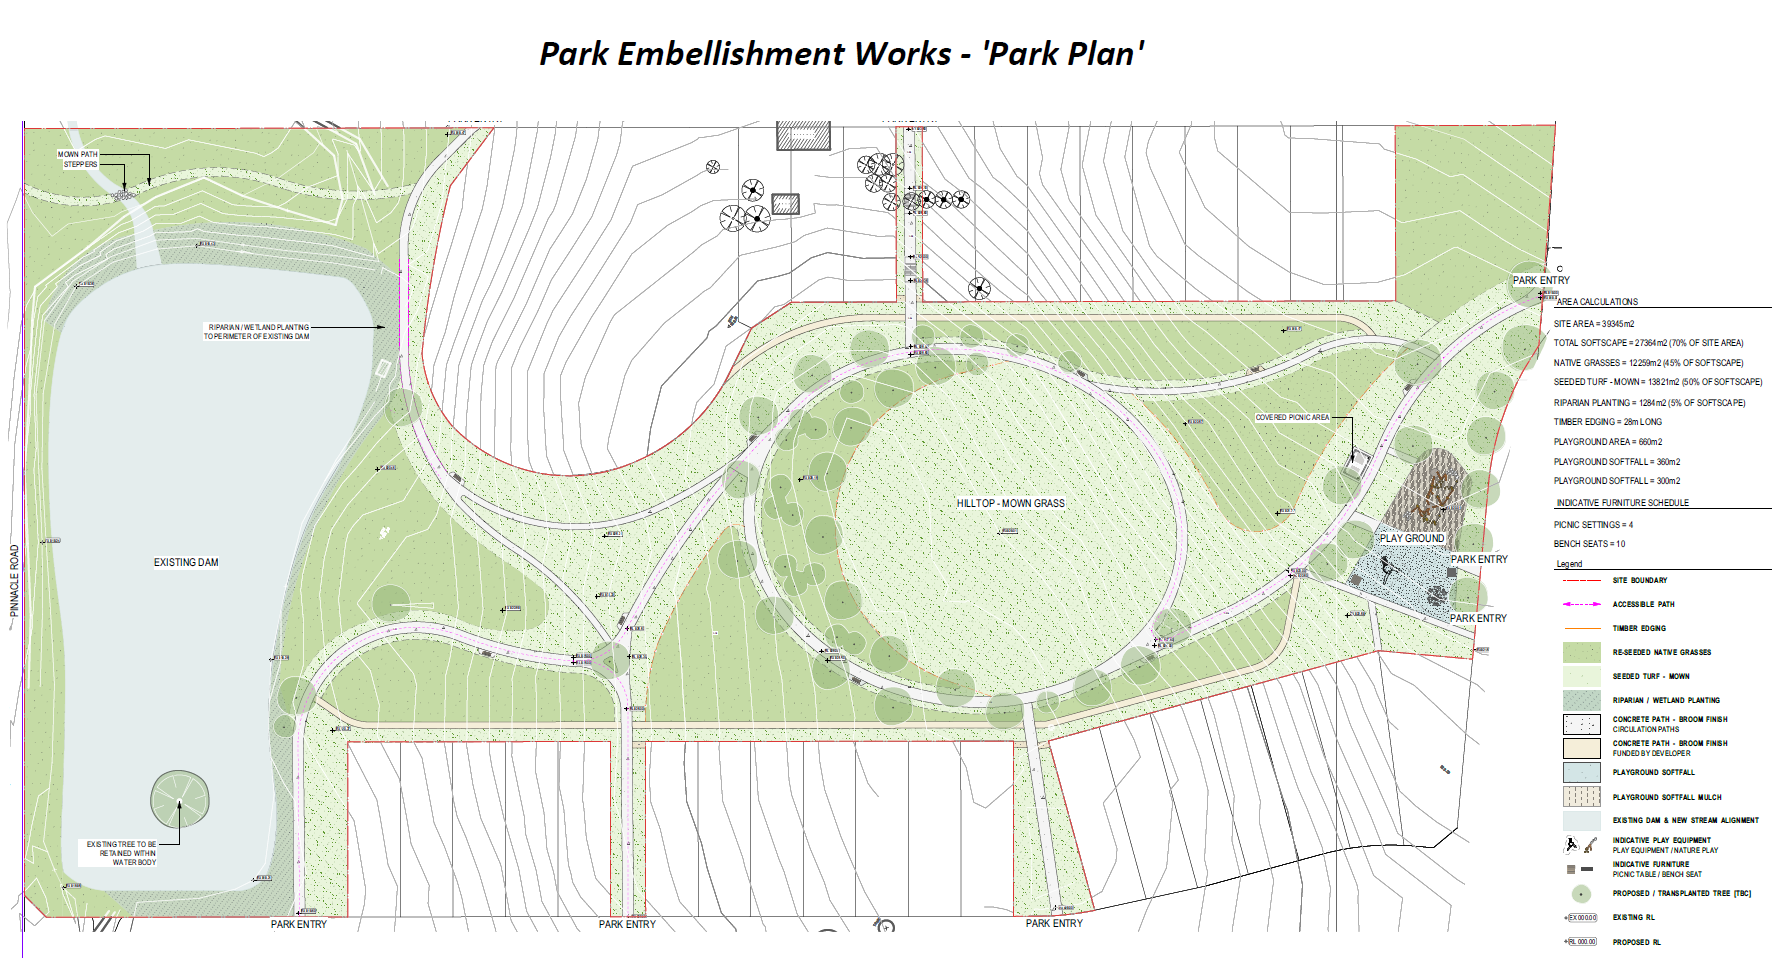 Park Embellishment Works - 'Park Plan'
MOWN PATH
STEPPERS
RIPARIAN / WETLAND PLANTING
TO PERIMETER OF EXISTING DAM
PARK ENTRY
COVERED PICNIC AREA
HILLTOP - MOWN GRASS
PLAY GROUND
PARK ENTRY
PARK ENTRY
PINNACLE ROAD
EXISTING DAM
EXISTING TREE TO BE
RETAINED WITHIN
WATER BODY
PARK ENTRY
PARK ENTRY
PARK ENTRY
AREA CALCULATIONS
SITE AREA = 39345m2
TOTAL SOFTSCAPE = 27364m2 (70% OF SITE AREA)
NATIVE GRASSES = 12259m2 (45% OF SOFTSCAPE)
SEEDED TURF - MOWN = 13821m2 (50% OF SOFTSCAPE)
RIPARIAN PLANTING = 1284m2 (5% OF SOFTSCAPE)
TIMBER EDGING = 28m LONG
PLAYGROUND AREA = 660m2
PLAYGROUND SOFTFALL = 360m2
PLAYGROUND SOFTFALL = 300m2
INDICATIVE FURNITURE SCHEDULE
PICNIC SETTINGS = 4
BENCH SEATS = 10
Legend
SITE BOUNDARY
ACCESSIBLE PATH
TIMBER EDGING
RE-SEEDED NATIVE GRASSES
SEEDED TURF - MOWN
RIPARIAN / WETLAND PLANTING
CONCRETE PATH - BROOM FINISH
CIRCULATION PATHS
CONCRETE PATH - BROOM FINISH
FUNDED BY DEVELOPER
PLAYGROUND SOFTFALL
PLAYGROUND SOFTFALL MULCH
EXISTING DAM & NEW STREAM ALIGNMENT
INDICATIVE PLAY EQUIPMENT
PLAY EQUIPMENT / NATURE PLAY
INDICATIVE FURNITURE
PICNIC TABLE / BENCH SEAT
PROPOSED / TRANSPLANTED TREE [TBC]
EX 000.00 EXISTING RL
RL 000.00 PROPOSED RL